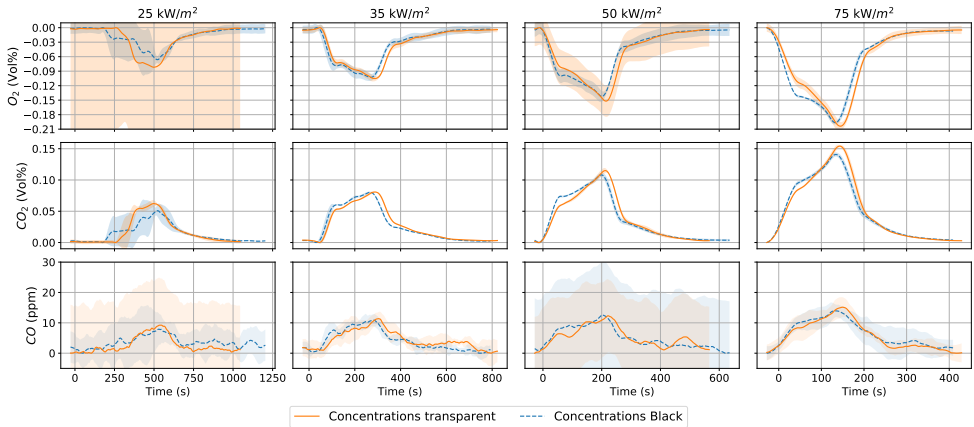 25 kW/m²
35 kW/m²
50 kW/m²
75 kW/m²
O₂ (Vol%)
0.00
−0.03
−0.06
−0.09
−0.12
−0.15
−0.18
−0.21
CO₂ (Vol%)
0.15
0.10
0.05
0.00
CO (ppm)
30
20
10
0
0 250 500 750 1000 1250
0 200 400 600 800
0 200 400 600
0 100 200 300 400
Time (s)
Time (s)
Time (s)
Time (s)
Concentrations transparent
Concentrations Black